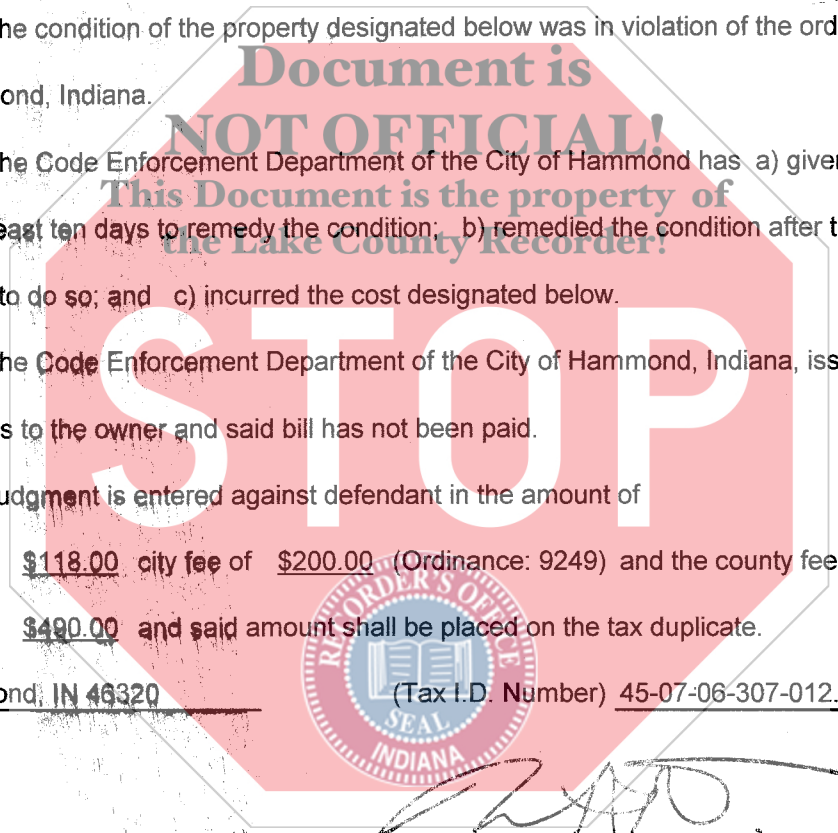 he condition of the property designated below was in violation of the ord
Document is
ond, Indiana.
NOT OFFICIAL!
he Code Enforcement Department of the City of Hammond has a) give
This Document is the property of
east ten days to remedy the condition; b) remedied the condition after t
the Lake County Recorder!
to do so; and c) incurred the cost designated below.
STOP
he Code Enforcement Department of the City of Hammond, Indiana, iss
s to the owner and said bill has not been paid.
udgment is entered against defendant in the amount of
$118.00 city fee of $200.00 (Ordinance: 9249) and the county fee
$490.00 and said amount shall be placed on the tax duplicate.
ond, IN 46320 (Tax I.D. Number) 45-07-06-307-012.
RECORDER'S OFFICE
SEAL
INDIANA